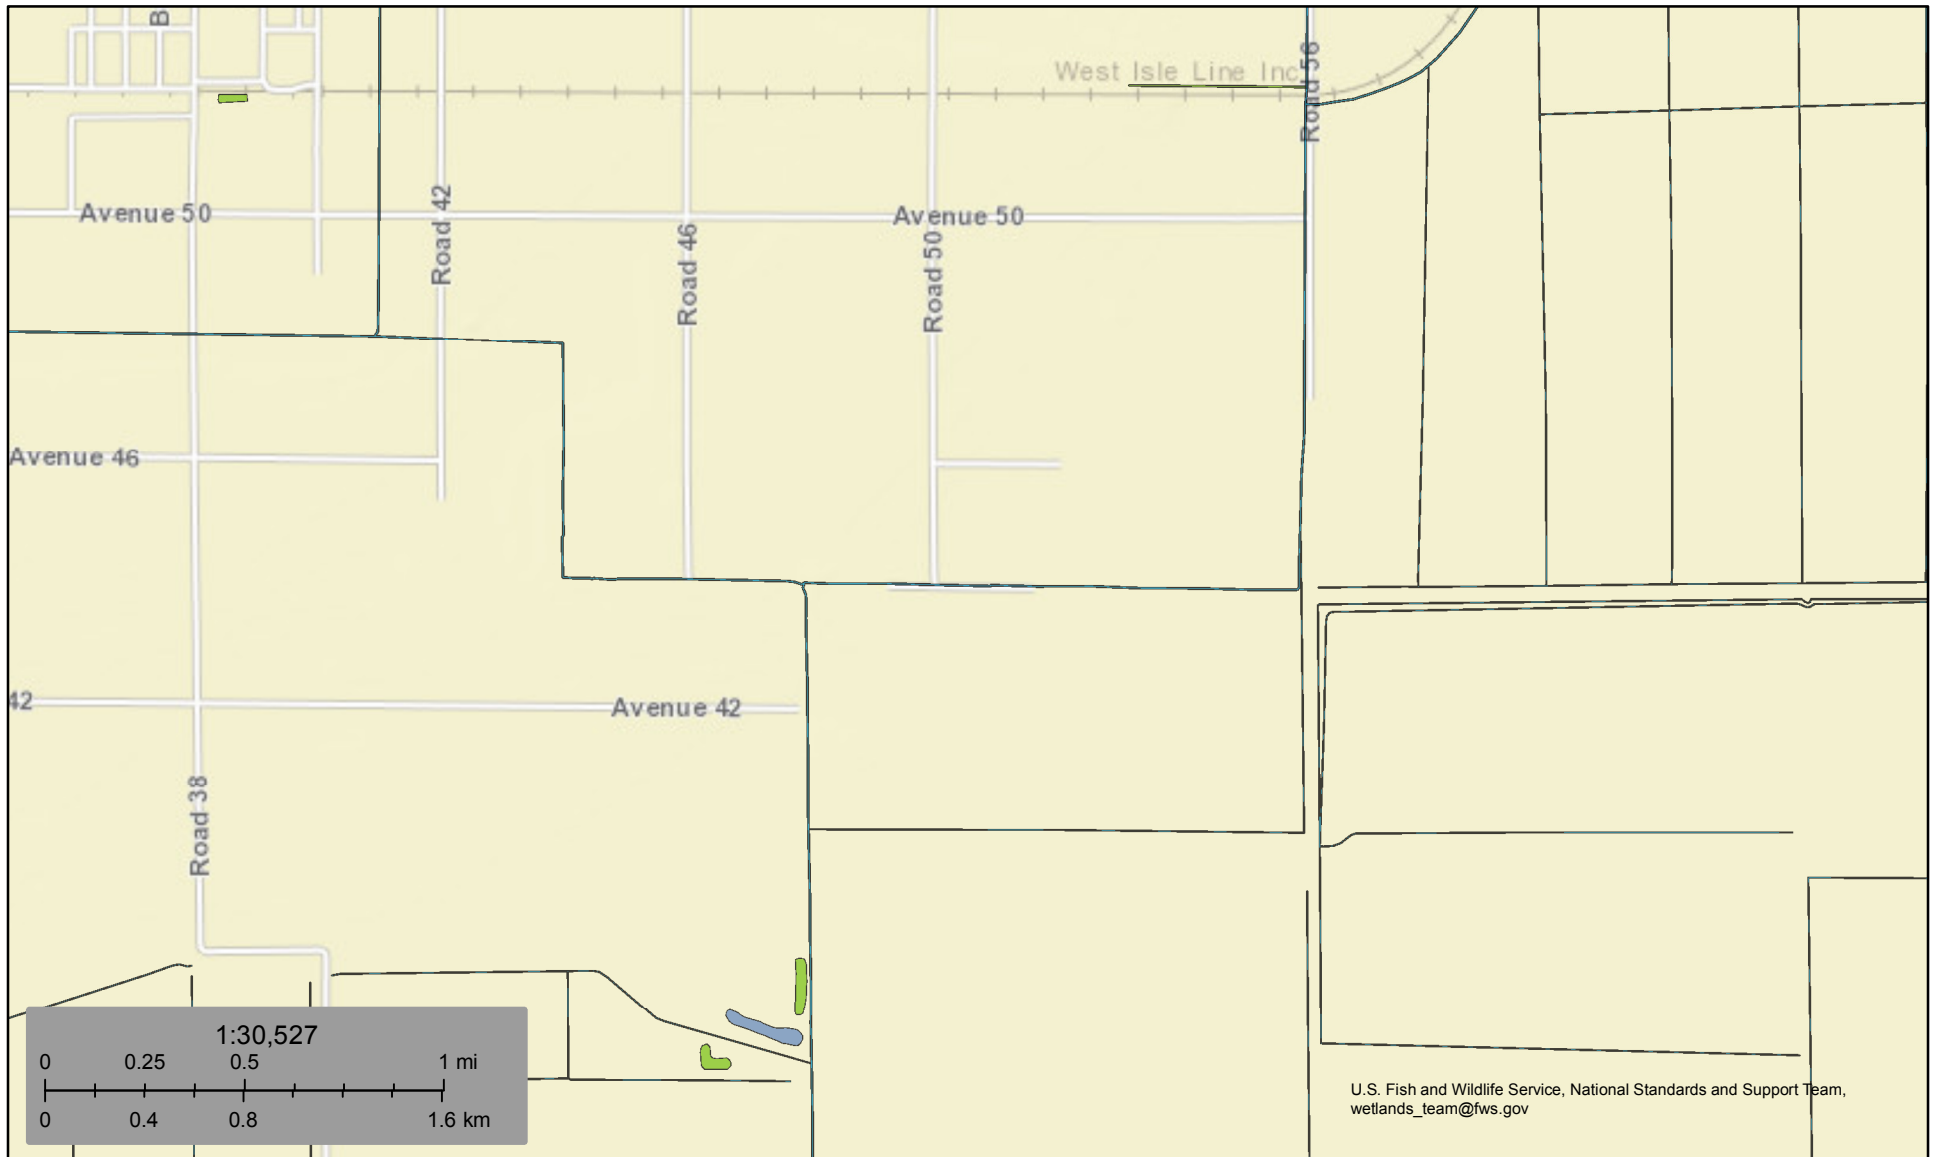 B
West Isle Line Inc
Road 56
Avenue 50
Road 42
Road 46
Avenue 50
Road 50
Avenue 46
42
Avenue 42
Road 38
1:30,527
0 0.25 0.5 1 mi
0 0.4 0.8 1.6 km
U.S. Fish and Wildlife Service, National Standards and Support Team,
wetlands_team@fws.gov